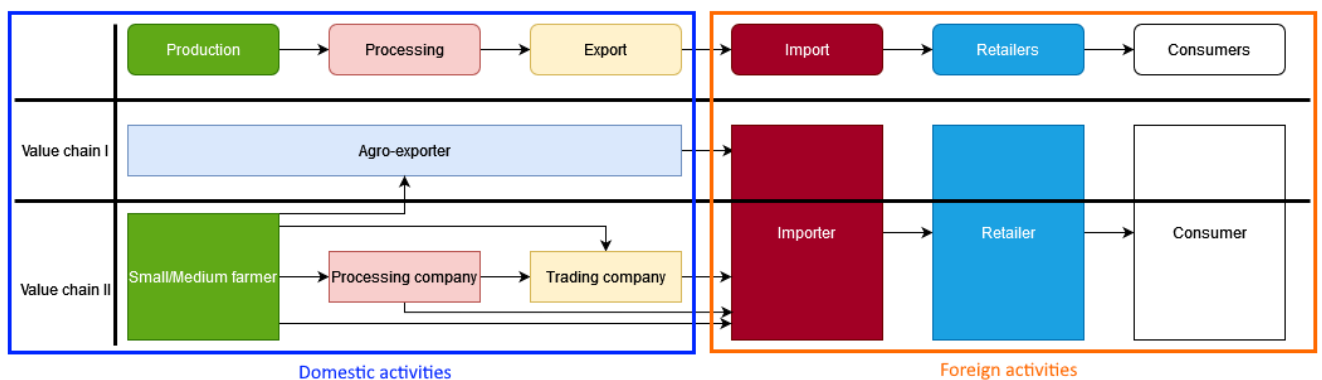 Production
Processing
Export
Import
Retailers
Consumers
Value chain I
Agro-exporter
Value chain II
Small/Medium farmer
Processing company
Trading company
Importer
Retailer
Consumer
Domestic activities
Foreign activities